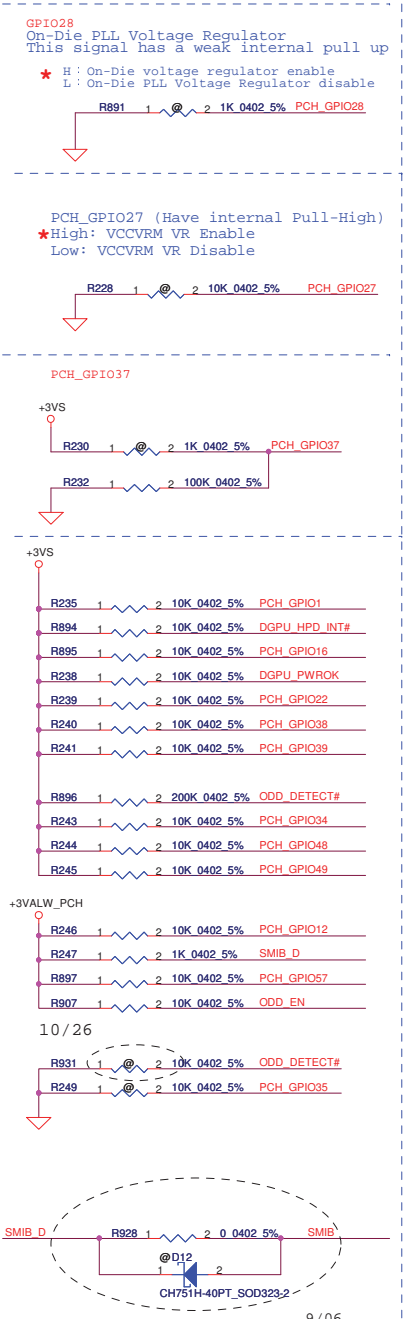 GPIO28
On-Die PLL Voltage Regulator
This signal has a weak internal pull up
* H:On-Die voltage regulator enable
L:On-Die PLL Voltage Regulator disable
R891 1 @ 2 1K_0402_5% PCH_GPIO28
PCH_GPIO27 (Have internal Pull-High)
*High: VCCVRM VR Enable
Low: VCCVRM VR Disable
R228 1 @ 2 10K_0402_5% PCH_GPIO27
PCH_GPIO37
+3VS
R230 1 @ 2 1K_0402_5% PCH_GPIO37
R232 1 2 100K_0402_5%
+3VS
R235 1 2 10K_0402_5% PCH_GPIO1
R894 1 2 10K_0402_5% DGPU_HPD_INT#
R895 1 2 10K_0402_5% PCH_GPIO16
R238 1 2 10K_0402_5% DGPU_PWROK
R239 1 2 10K_0402_5% PCH_GPIO22
R240 1 2 10K_0402_5% PCH_GPIO38
R241 1 2 10K_0402_5% PCH_GPIO39
R896 1 2 200K_0402_5% ODD_DETECT#
R243 1 2 10K_0402_5% PCH_GPIO34
R244 1 2 10K_0402_5% PCH_GPIO48
R245 1 2 10K_0402_5% PCH_GPIO49
+3VALW_PCH
R246 1 2 10K_0402_5% PCH_GPIO12
R247 1 2 1K_0402_5% SMIB_D
R897 1 2 10K_0402_5% PCH_GPIO57
R907 1 2 10K_0402_5% ODD_EN
10/26
R931 1 @ 2 10K_0402_5% ODD_DETECT#
R249 1 @ 2 10K_0402_5% PCH_GPIO35
SMIB_D R928 1 2 0_0402_5% SMIB
@D12
1 2
CH751H-40PT_SOD323-2
9/06